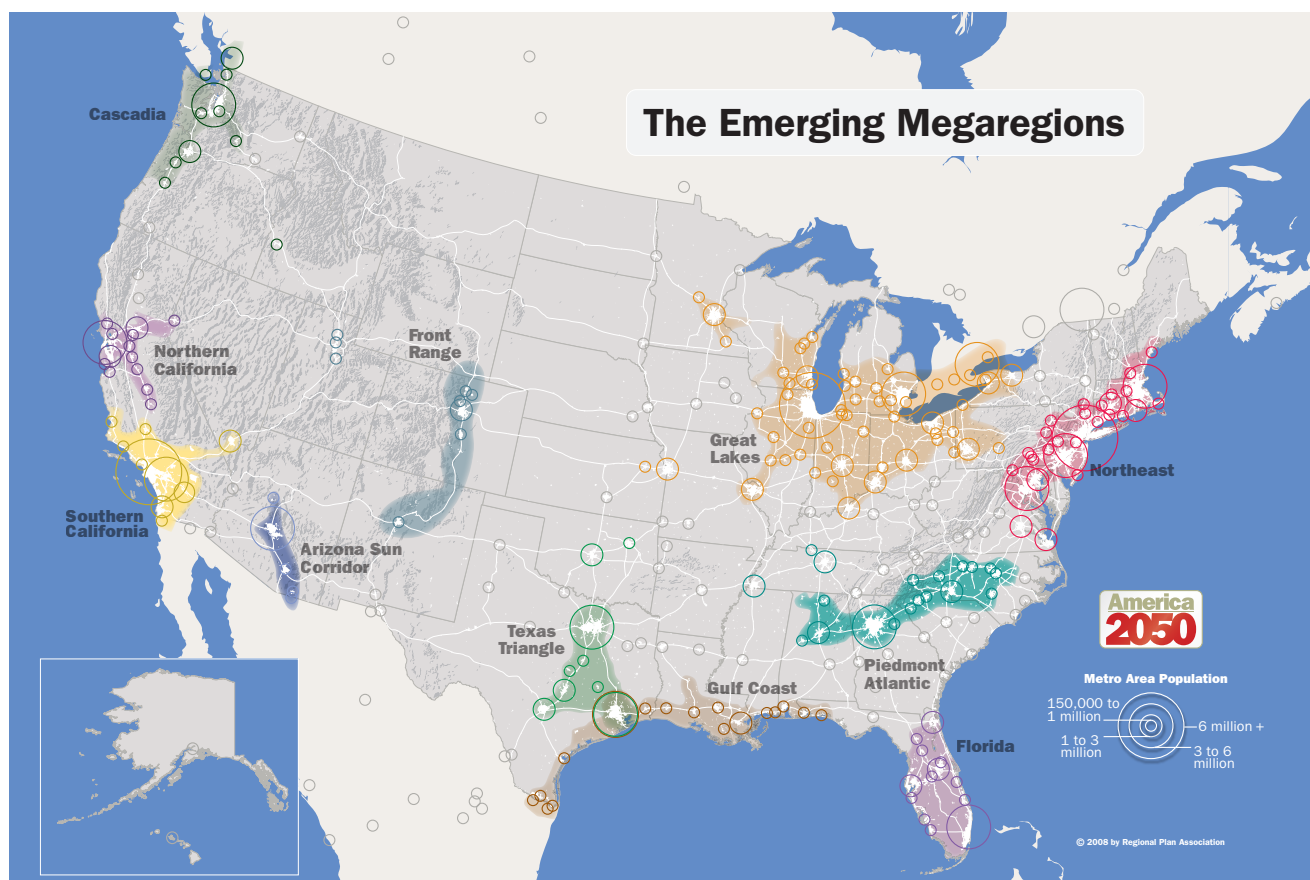 The Emerging Megaregions
Cascadia
Northern
California
Front
Range
Great
Lakes
Northeast
Southern
California
Arizona Sun
Corridor
Texas
Triangle
Piedmont
Atlantic
Gulf Coast
Florida
America
2050
Metro Area Population
150,000 to
1 million
1 to 3
million
6 million +
3 to 6
million
© 2008 by Regional Plan Association